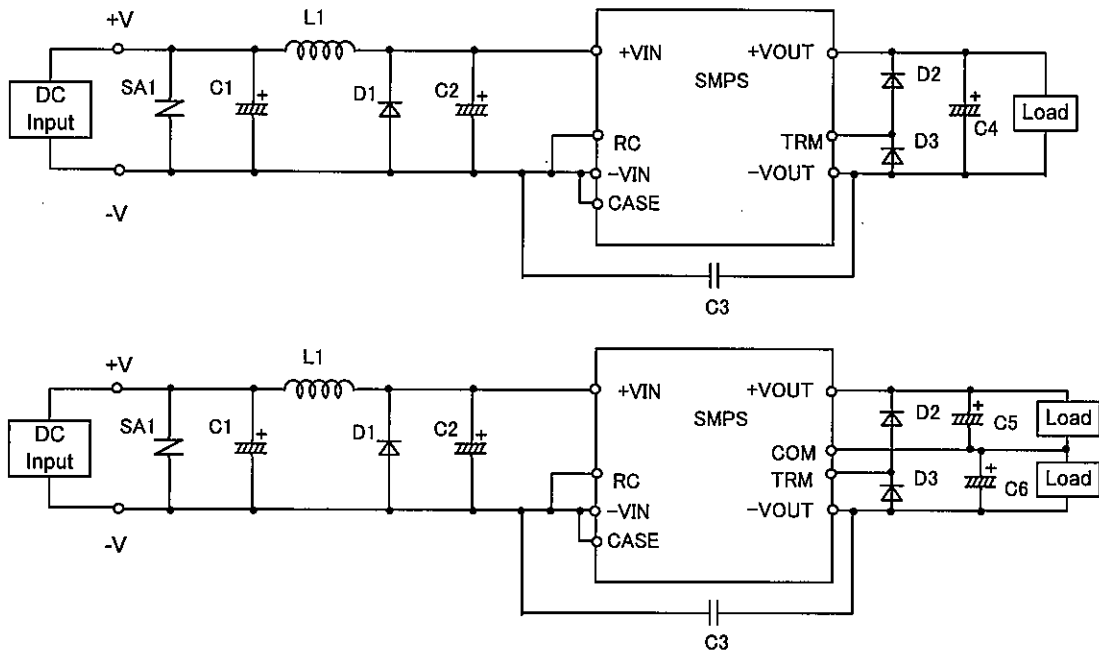 +V
L1
+VIN
+VOUT
DC
Input
SA1
C1
+
D1
C2
+
SMPS
D2
+
C4
Load
RC
TRM
D3
-VIN
-VOUT
-V
CASE
C3
+V
L1
+VIN
+VOUT
DC
Input
SA1
C1
+
D1
C2
+
SMPS
D2
+
C5
Load
COM
RC
TRM
D3
+
C6
Load
-VIN
-VOUT
-V
CASE
C3